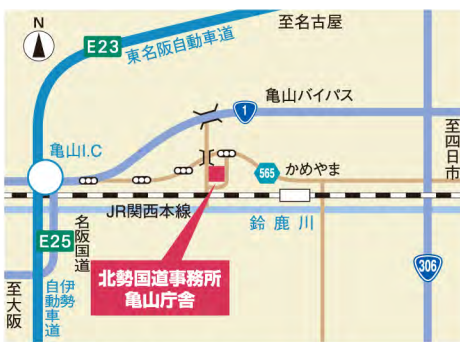 N
至名古屋
E23
東名阪自動車道
1
亀山バイパス
至四日市
亀山I.C
565
かめやま
JR関西本線
鈴鹿川
E25
名阪国道
306
北勢国道事務所
亀山庁舎
至大阪
伊勢
自動車道